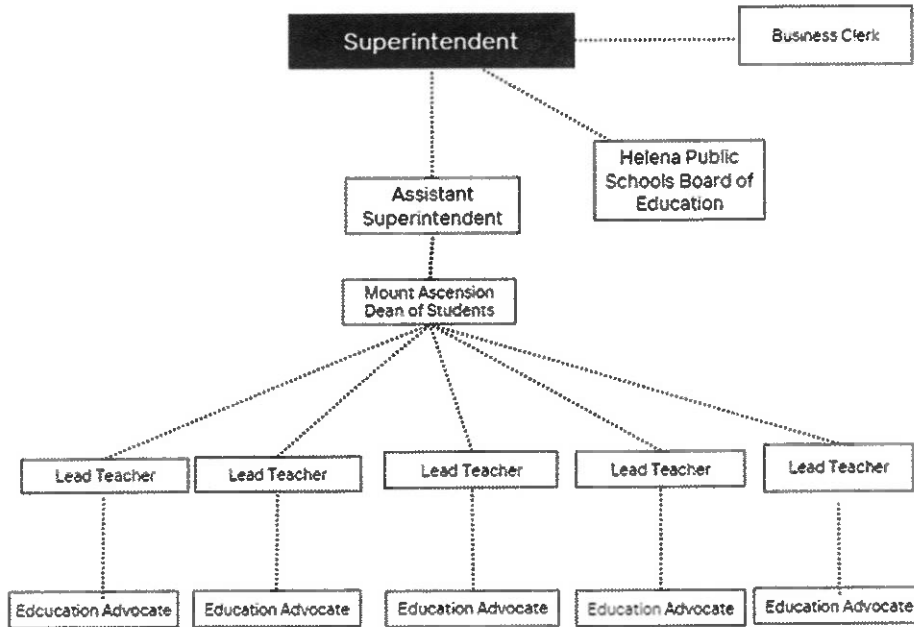 Superintendent
Business Clerk
Helena Public
Schools Board of
Education
Assistant
Superintendent
Mount Ascension
Dean of Students
Lead Teacher
Lead Teacher
Lead Teacher
Lead Teacher
Lead Teacher
Edcucation Advocate
Education Advocate
Education Advocate
Education Advocate
Education Advocate